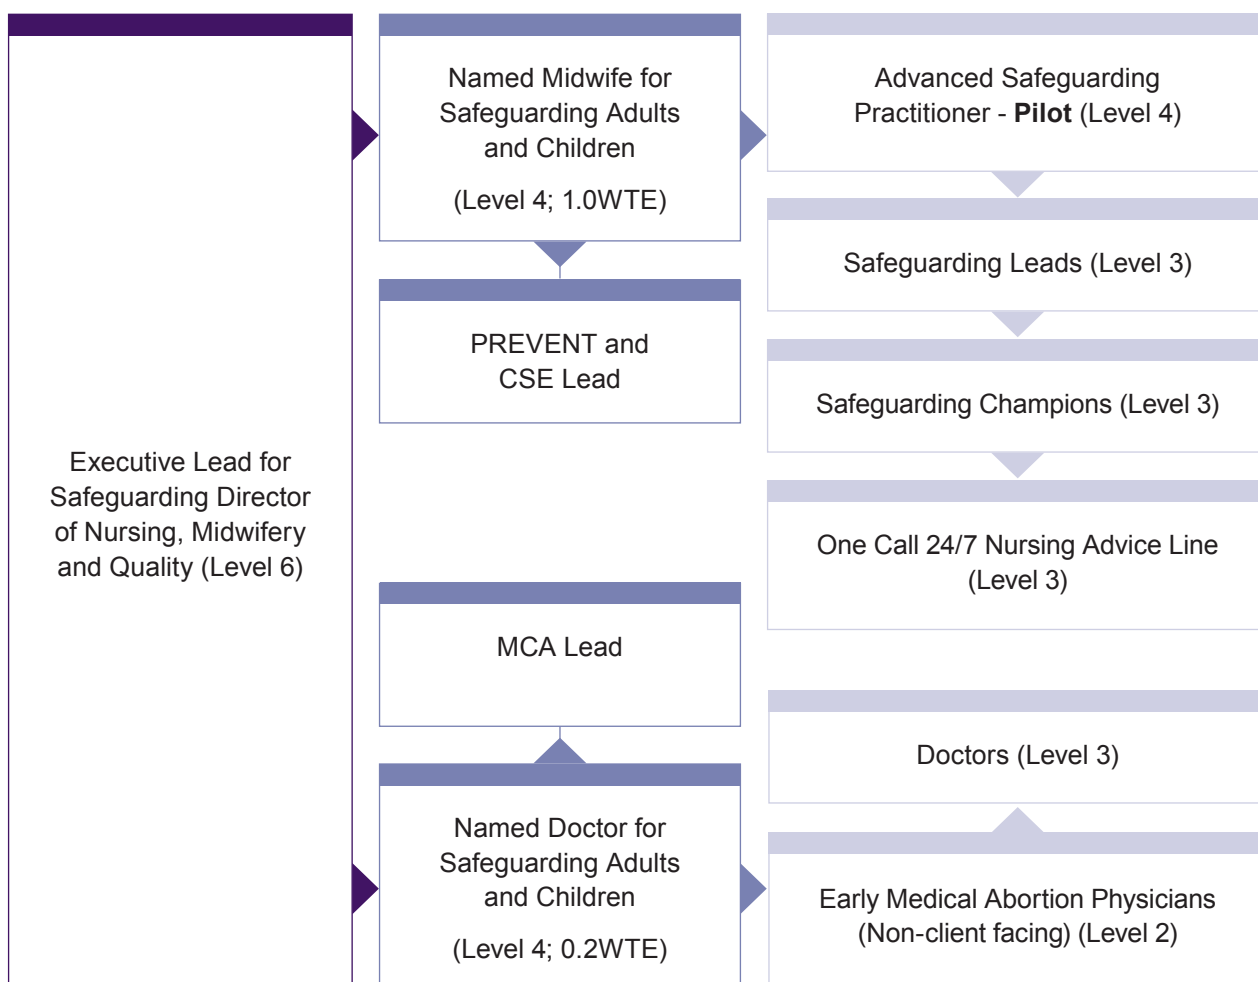 Executive Lead for
Safeguarding Director
of Nursing, Midwifery
and Quality (Level 6)
Named Midwife for
Safeguarding Adults
and Children
(Level 4; 1.0WTE)
PREVENT and
CSE Lead
MCA Lead
Named Doctor for
Safeguarding Adults
and Children
(Level 4; 0.2WTE)
Advanced Safeguarding
Practitioner - Pilot (Level 4)
Safeguarding Leads (Level 3)
Safeguarding Champions (Level 3)
One Call 24/7 Nursing Advice Line
(Level 3)
Doctors (Level 3)
Early Medical Abortion Physicians
(Non-client facing) (Level 2)